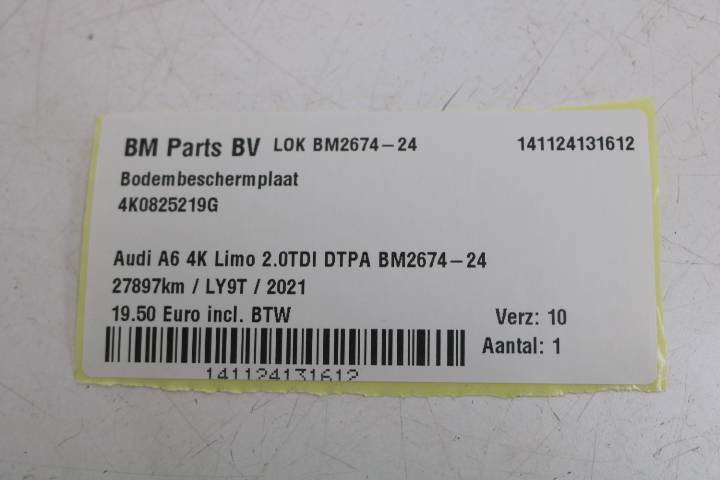 BM Parts BV LOK BM2674-24 141124131612
Bodembeschermplaat
4K0825219G
Audi A6 4K Limo 2.0TDI DTPA BM2674-24
27897km / LY9T / 2021
19.50 Euro incl. BTW Verz: 10
Aantal: 1
141124131612